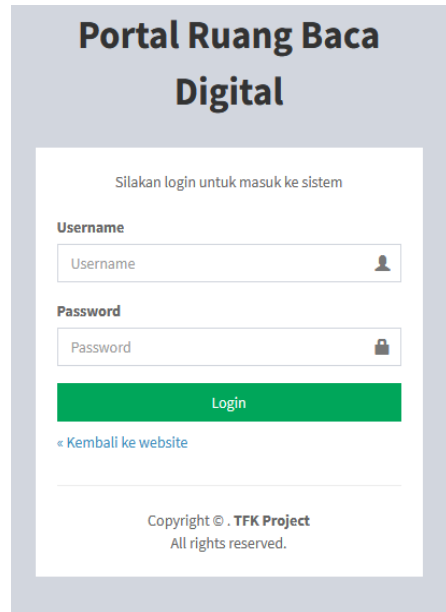 Portal Ruang Baca
Digital
Silakan login untuk masuk ke sistem
Username
Username
Password
Password
Login
« Kembali ke website
Copyright © . TFK Project
All rights reserved.